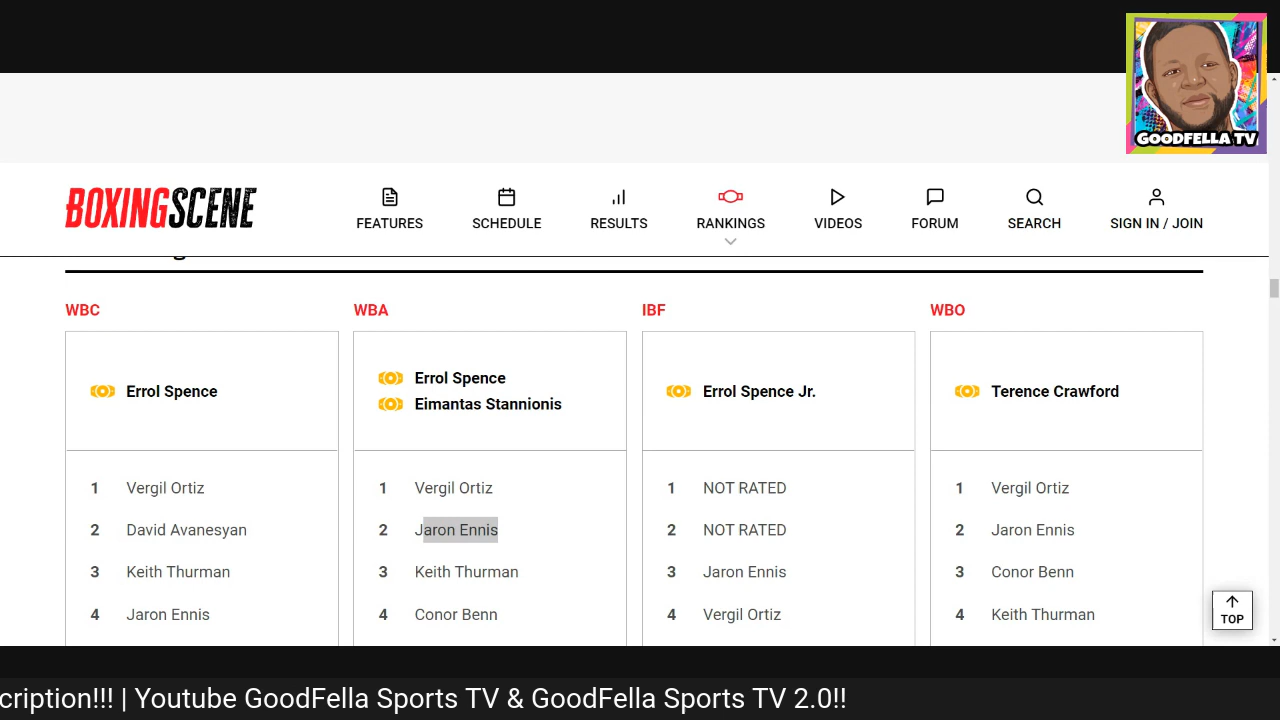 GOODFELLA TV
BOXINGSCENE
FEATURES
SCHEDULE
RESULTS
RANKINGS
VIDEOS
FORUM
SEARCH
SIGN IN / JOIN
WBC
Errol Spence
1 Vergil Ortiz
2 David Avanesyan
3 Keith Thurman
4 Jaron Ennis
WBA
Errol Spence
Eimantas Stannionis
1 Vergil Ortiz
2 Jaron Ennis
3 Keith Thurman
4 Conor Benn
IBF
Errol Spence Jr.
1 NOT RATED
2 NOT RATED
3 Jaron Ennis
4 Vergil Ortiz
WBO
Terence Crawford
1 Vergil Ortiz
2 Jaron Ennis
3 Conor Benn
4 Keith Thurman
TOP
cription!!! | Youtube GoodFella Sports TV & GoodFella Sports TV 2.0!!